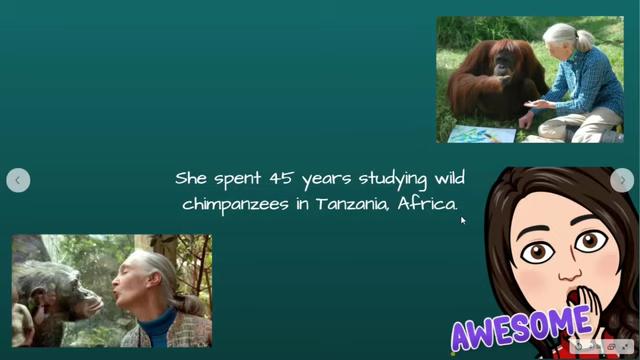 She spent 45 years studying wild
chimpanzees in Tanzania, Africa.
AWESOME